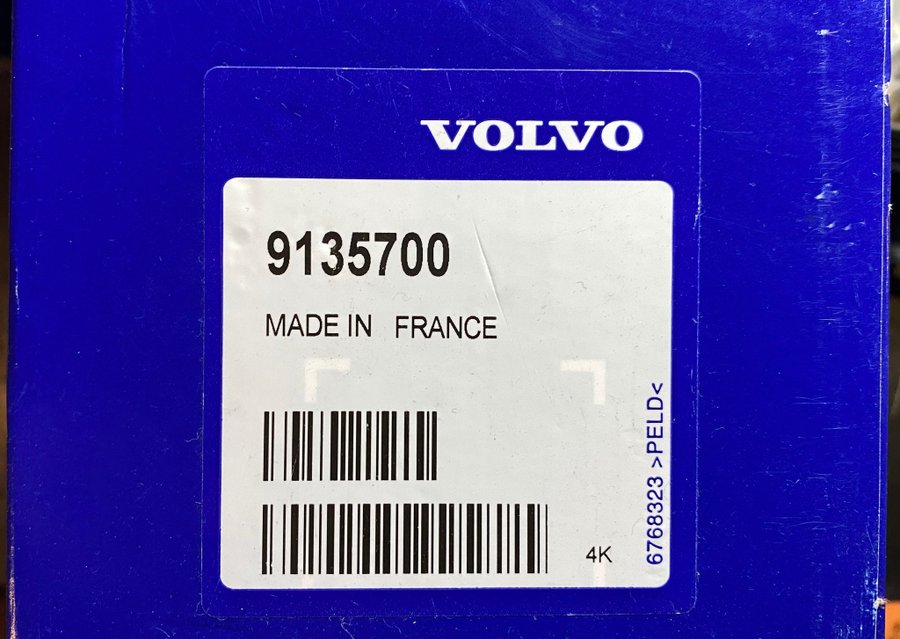 VOLVO
9135700
MADE IN FRANCE
4K
6768323 >PELD<